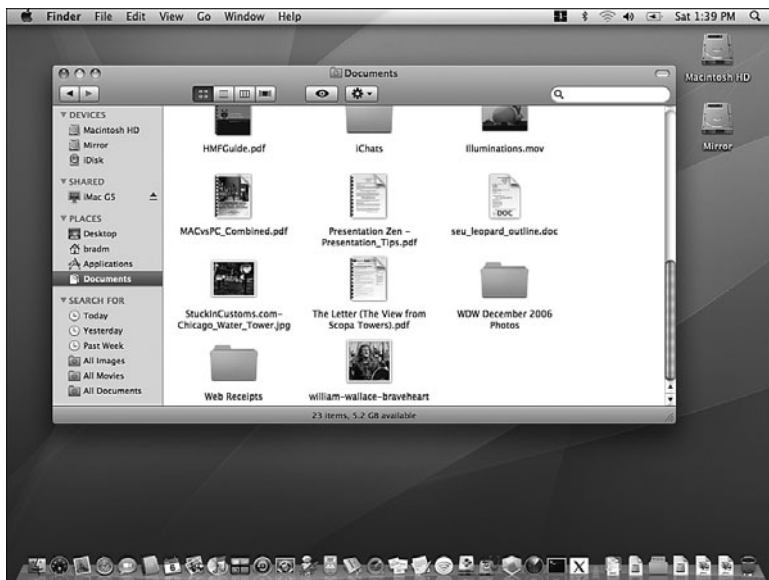 Finder File Edit View Go Window Help
Sat 1:39 PM
Macintosh HD
Mirror
Documents
DEVICES
Macintosh HD
Mirror
iDisk
SHARED
iMac G5
PLACES
Desktop
bradm
Applications
Documents
SEARCH FOR
Today
Yesterday
Past Week
All Images
All Movies
All Documents
HMFGuide.pdf
iChats
Illuminations.mov
MACvsPC_Combined.pdf
Presentation Zen -
Presentation_Tips.pdf
DOC
seu_leopard_outline.doc
StuckInCustoms.com-
Chicago_Water_Tower.jpg
The Letter (The View from
Scopa Towers).pdf
WDW December 2006
Photos
Web Receipts
william-wallace-braveheart
23 items, 5.2 GB available
X